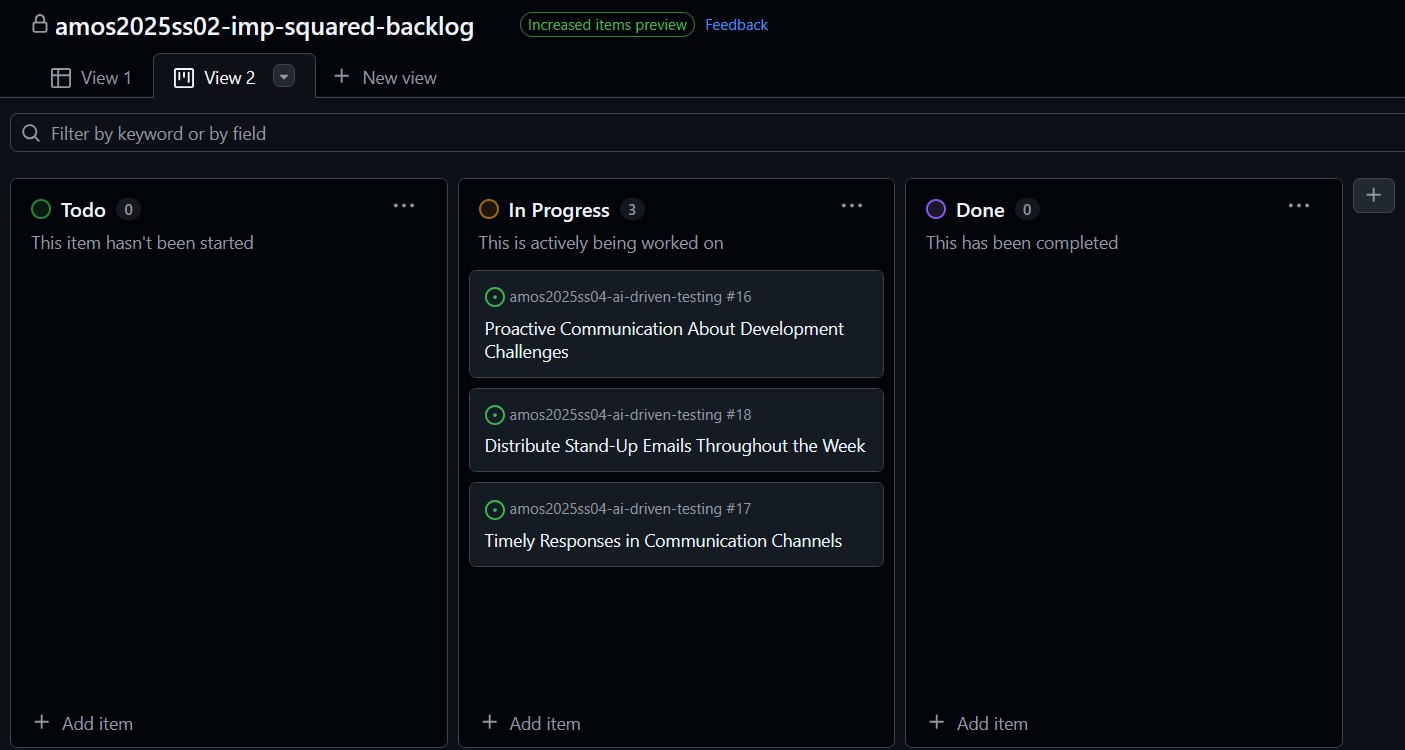 amos2025ss02-imp-squared-backlog
Increased items preview
Feedback
View 1
View 2
New view
Filter by keyword or by field
Todo 0
This item hasn't been started
Add item
In Progress 3
This is actively being worked on
amos2025ss04-ai-driven-testing #16
Proactive Communication About Development
Challenges
amos2025ss04-ai-driven-testing #18
Distribute Stand-Up Emails Throughout the Week
amos2025ss04-ai-driven-testing #17
Timely Responses in Communication Channels
Add item
Done 0
This has been completed
Add item